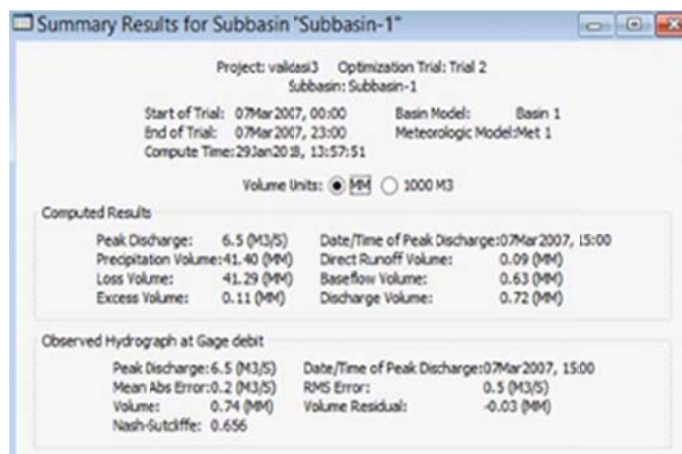 Summary Results for Subbasin "Subbasin-1"
Project: validasi3 Optimization Trial: Trial 2
Subbasin: Subbasin-1
Start of Trial: 07Mar2007, 00:00 Basin Model: Basin 1
End of Trial: 07Mar2007, 23:00 Meteorologic Model:Met 1
Compute Time:29Jan2018, 13:57:51
Volume Units: MM 1000 M3
Computed Results
Peak Discharge: 6.5 (M3/S) Date/Time of Peak Discharge:07Mar2007, 15:00
Precipitation Volume:41.40 (MM) Direct Runoff Volume: 0.09 (MM)
Loss Volume: 41.29 (MM) Baseflow Volume: 0.63 (MM)
Excess Volume: 0.11 (MM) Discharge Volume: 0.72 (MM)
Observed Hydrograph at Gage debit
Peak Discharge:6.5 (M3/S) Date/Time of Peak Discharge:07Mar2007, 15:00
Mean Abs Error:0.2 (M3/S) RMS Error: 0.5 (M3/S)
Volume: 0.74 (MM) Volume Residual: -0.03 (MM)
Nash-Sutcliffe: 0.656